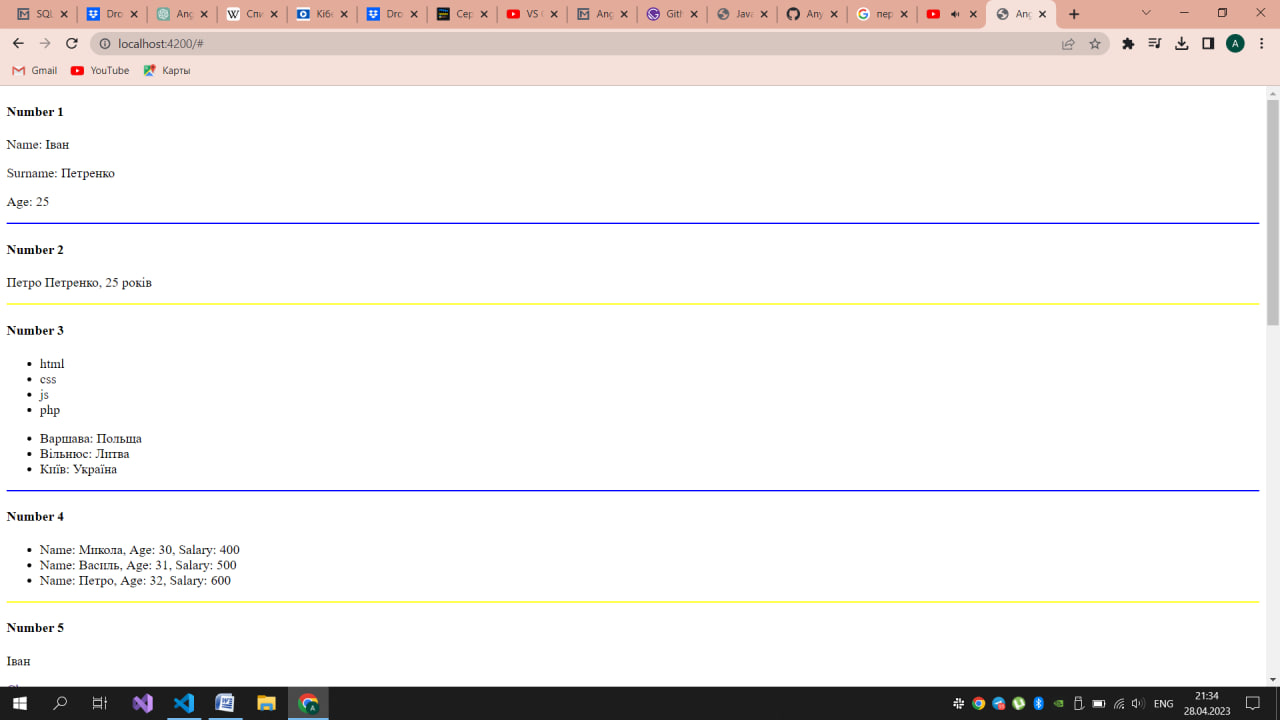 SQL
Dro
Ang
Спи
Кібе
Dro
Сер
VS
Ang
Gith
Java
Any
пер
Ang
localhost:4200/#
A
Gmail
YouTube
Карты
Number 1
Name: Іван
Surname: Петренко
Age: 25
Number 2
Петро Петренко, 25 років
Number 3
html
css
js
php
Варшава: Польща
Вільнюс: Литва
Київ: Україна
Number 4
Name: Микола, Age: 30, Salary: 400
Name: Василь, Age: 31, Salary: 500
Name: Петро, Age: 32, Salary: 600
Number 5
Іван
ENG
21:34
28.04.2023